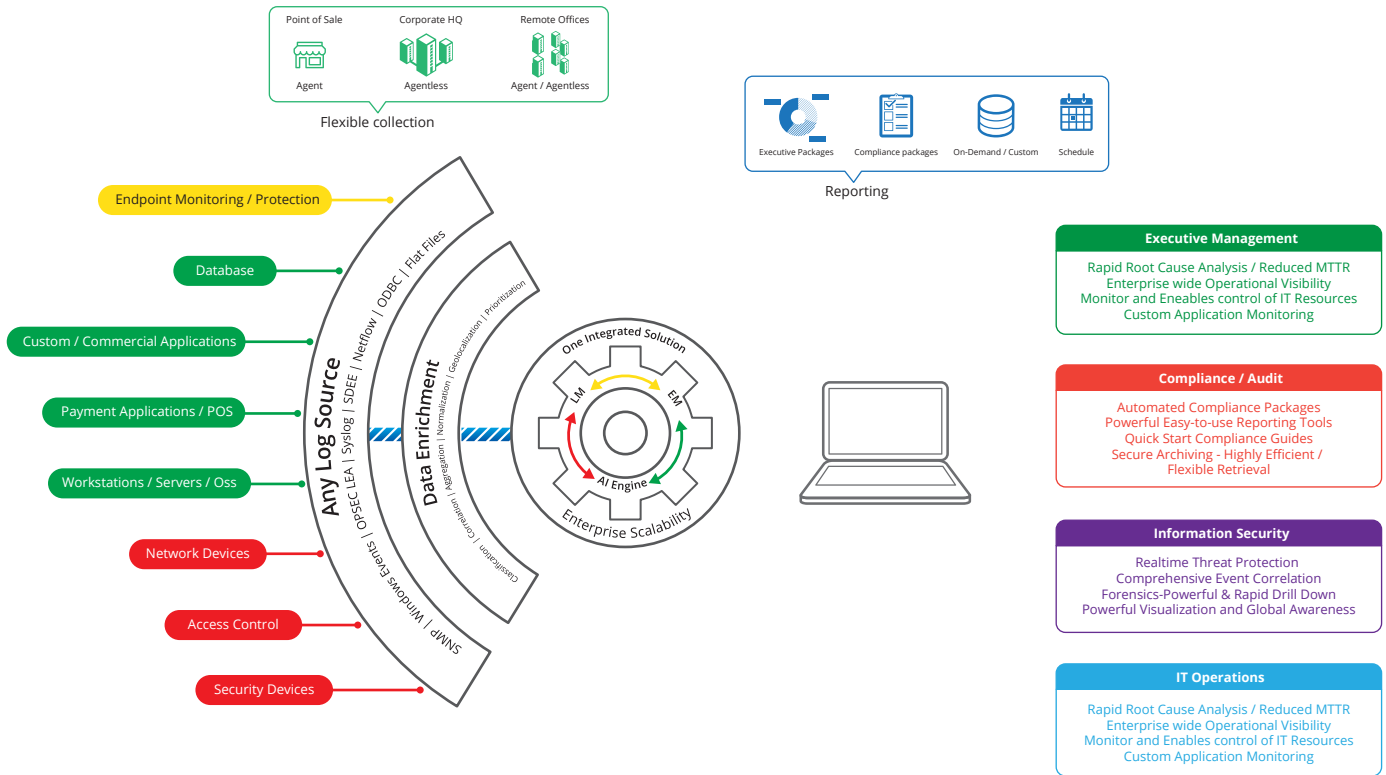 Point of Sale
Corporate HQ
Remote Offices
Agent
Agentless
Agent / Agentless
Flexible collection
Executive Packages
Compliance packages
On-Demand / Custom
Schedule
Reporting
Endpoint Monitoring / Protection
Database
Custom / Commercial Applications
Payment Applications / POS
Workstations / Servers / Oss
Network Devices
Access Control
Security Devices
Any Log Source
SNMP | Windows Events | OPSEC LEA | Syslog | SDEE | Netflow | ODBC | Flat Files
Data Enrichment
Classification | Correlation | Aggregation | Normalization | Geolocalization | Prioritization
One Integrated Solution
LM
EM
AI Engine
Enterprise Scalability
Executive Management
Rapid Root Cause Analysis / Reduced MTTR
Enterprise wide Operational Visibility
Monitor and Eneables control of IT Resources
Custom Application Monitoring
Compliance / Audit
Automated Compliance Packages
Powerful Easy-to-use Reporting Tools
Quick Start Compliance Guides
Secure Archiving - Highly Efficient /
Flexible Retrieval
Information Security
Realtime Threat Protection
Comprehensive Event Correlation
Forensics-Powerful & Rapid Drill Down
Powerful Visualization and Global Awareness
IT Operations
Rapid Root Cause Analysis / Reduced MTTR
Enterprise wide Operational Visibility
Monitor and Enables control of IT Resources
Custom Application Monitoring